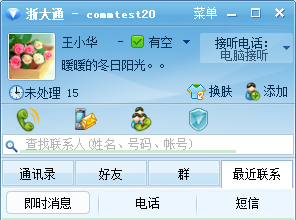 浙大通 - commtest20 菜单
王小华 - 有空 接听电话：
电脑接听
暖暖的冬日阳光。。
未处理 15 换肤 添加
查找联系人(姓名、号码、帐号)
通讯录 好友 群 最近联系
即时消息 电话 短信